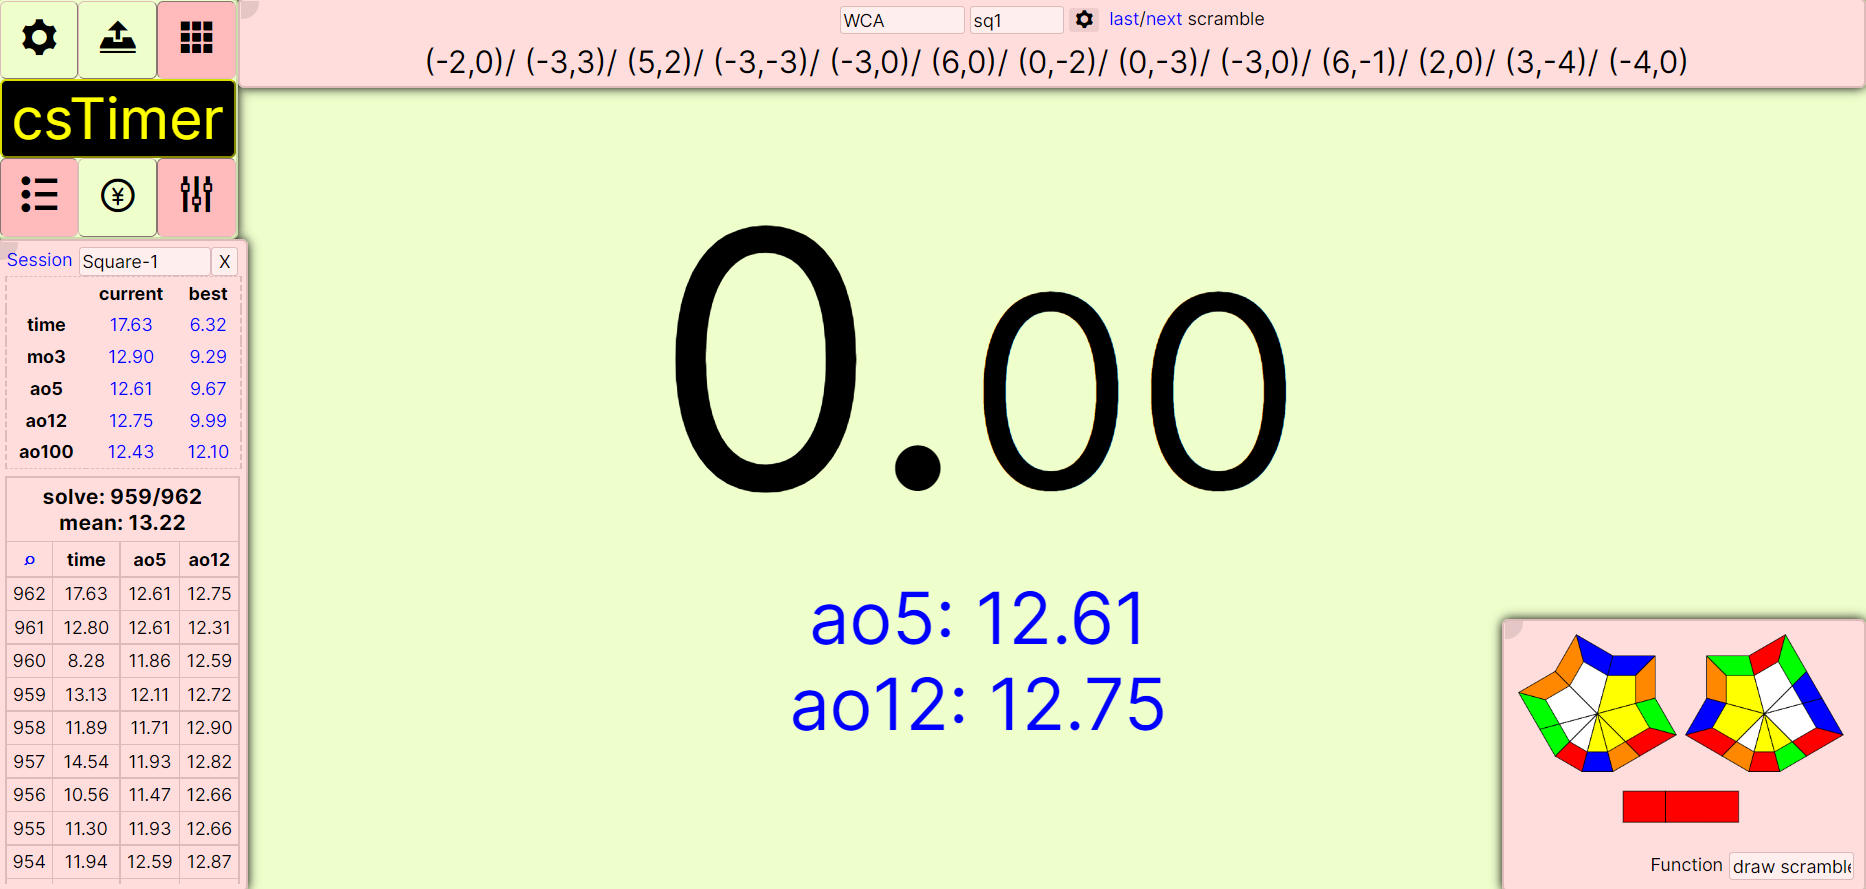 WCA sq1 last/next scramble
(-2,0)/ (-3,3)/ (5,2)/ (-3,-3)/ (-3,0)/ (6,0)/ (0,-2)/ (0,-3)/ (-3,0)/ (6,-1)/ (2,0)/ (3,-4)/ (-4,0)
csTimer
Session Square-1 X
current best
time 17.63 6.32
mo3 12.90 9.29
ao5 12.61 9.67
ao12 12.75 9.99
ao100 12.43 12.10
solve: 959/962
mean: 13.22
time ao5 ao12
962 17.63 12.61 12.75
961 12.80 12.61 12.31
960 8.28 11.86 12.59
959 13.13 12.11 12.72
958 11.89 11.71 12.90
957 14.54 11.93 12.82
956 10.56 11.47 12.66
955 11.30 11.93 12.66
954 11.94 12.59 12.87
0.00
ao5: 12.61
ao12: 12.75
Function draw scramble